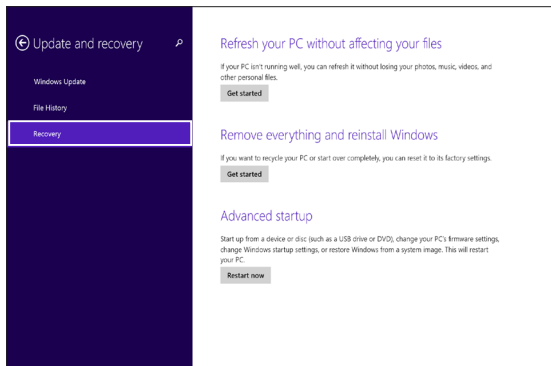 Update and recovery
Windows Update
File History
Recovery
Refresh your PC without affecting your files
If your PC isn't running well, you can refresh it without losing your photos, music, videos, and
other personal files.
Get started
Remove everything and reinstall Windows
If you want to recycle your PC or start over completely, you can reset it to its factory settings.
Get started
Advanced startup
Start up from a device or disc (such as a USB drive or DVD), change your PC's firmware settings,
change Windows startup settings, or restore Windows from a system image. This will restart
your PC.
Restart now